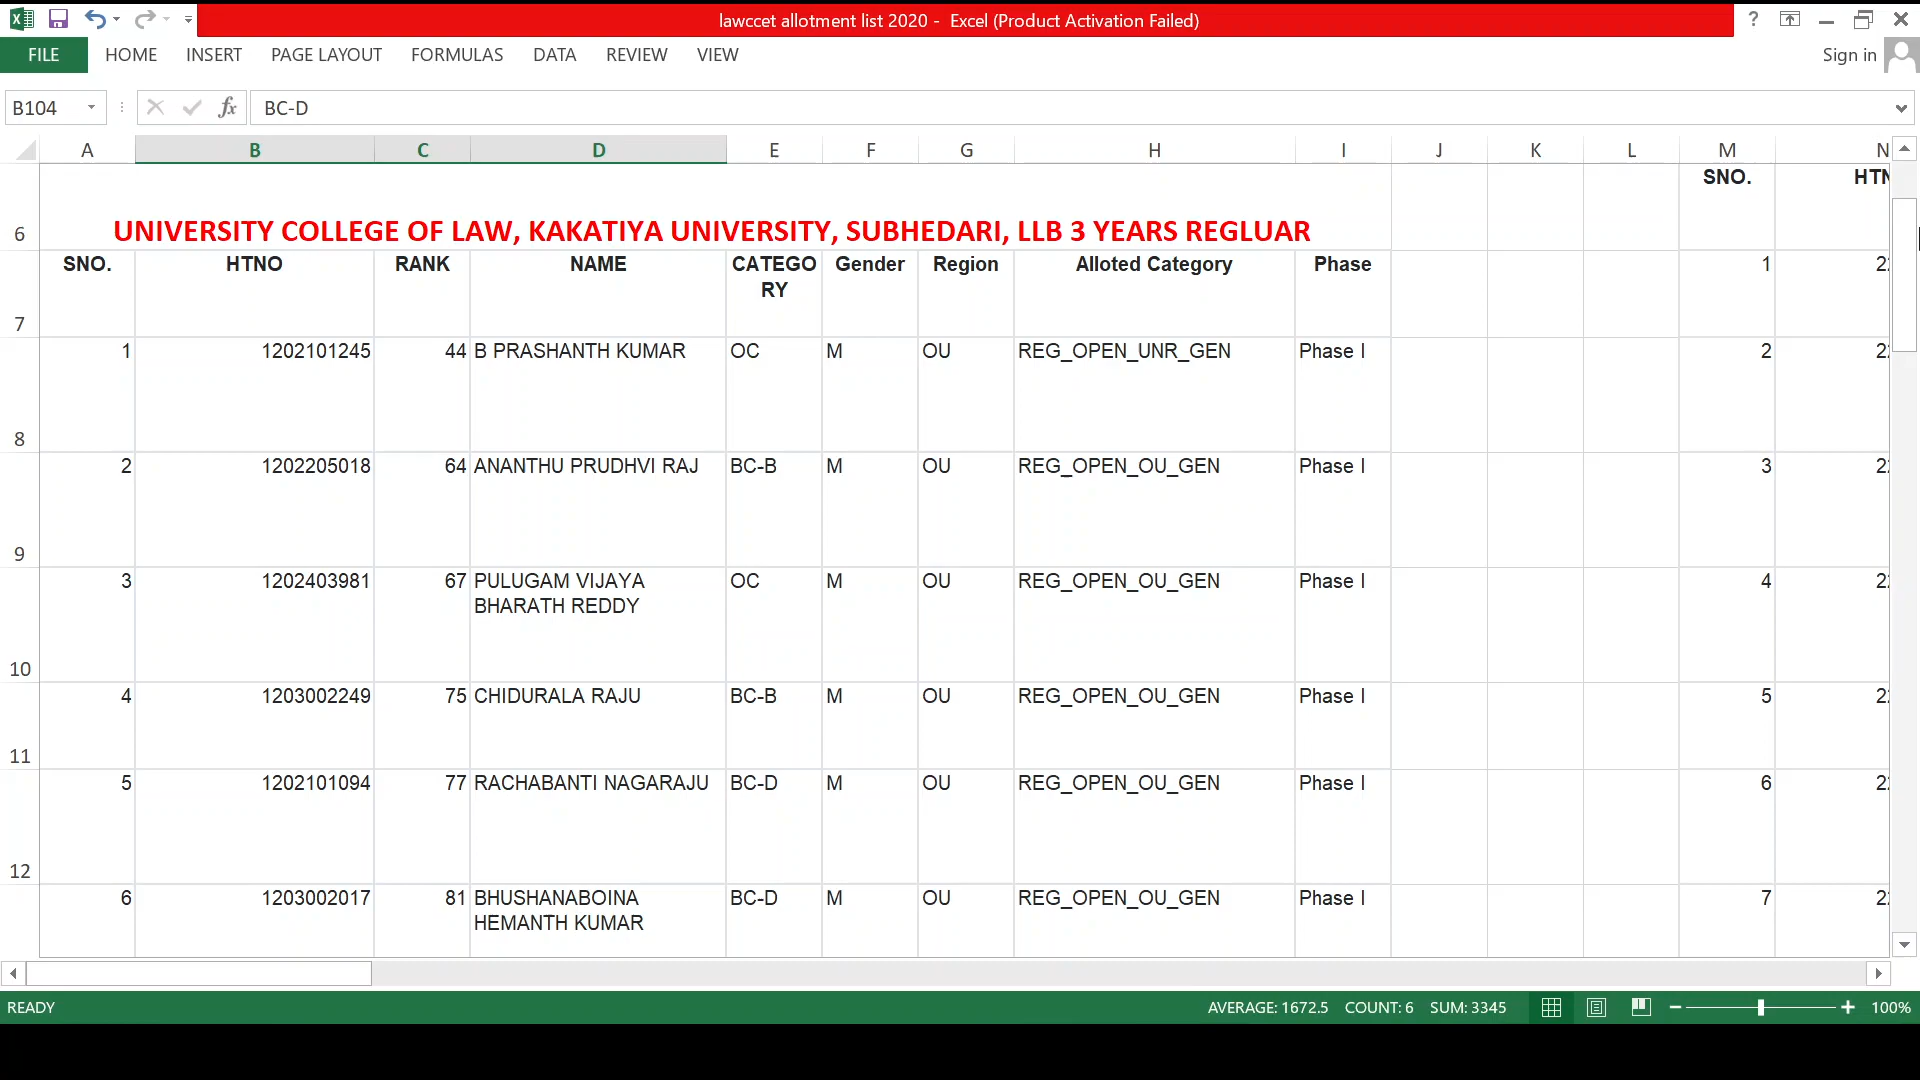 lawccet allotment list 2020 - Excel (Product Activation Failed)
?
FILE HOME INSERT PAGE LAYOUT FORMULAS DATA REVIEW VIEW
Sign in
B104 fx BC-D
A B C D E F G H I J K L M N
SNO. HTN
6 UNIVERSITY COLLEGE OF LAW, KAKATIYA UNIVERSITY, SUBHEDARI, LLB 3 YEARS REGLUAR
SNO. HTNO RANK NAME CATEGO Gender Region Alloted Category Phase 1
RY
7
1 1202101245 44 B PRASHANTH KUMAR OC M OU REG_OPEN_UNR_GEN Phase I 2
8
2 1202205018 64 ANANTHU PRUDHVI RAJ BC-B M OU REG_OPEN_OU_GEN Phase I 3
9
3 1202403981 67 PULUGAM VIJAYA OC M OU REG_OPEN_OU_GEN Phase I 4
BHARATH REDDY
10
4 1203002249 75 CHIDURALA RAJU BC-B M OU REG_OPEN_OU_GEN Phase I 5
11
5 1202101094 77 RACHABANTI NAGARAJU BC-D M OU REG_OPEN_OU_GEN Phase I 6
12
6 1203002017 81 BHUSHANABOINA BC-D M OU REG_OPEN_OU_GEN Phase I 7
HEMANTH KUMAR
READY AVERAGE: 1672.5 COUNT: 6 SUM: 3345 100%